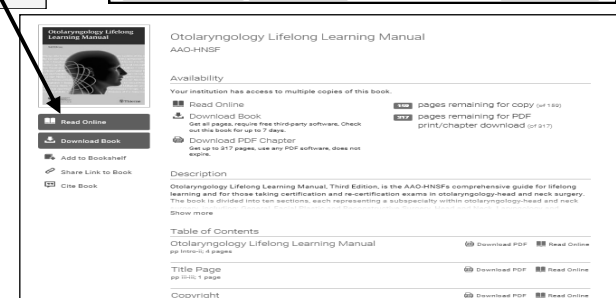 Otolaryngology Lifelong
Learning Manual
Read Online
Download Book
Add to Bookshelf
Share Link to Book
Cite Book
Otolaryngology Lifelong Learning Manual
AAO-HNSF
Availability
Your institution has access to multiple copies of this book.
Read Online
Download Book
Get all pages, require free third-party software. Check
out this book for up to 7 days.
Download PDF Chapter
Get up to 317 pages, use any PDF software, does not
expire.
pages remaining for copy
317 pages remaining for PDF
print/chapter download (of 317)
Description
Otolaryngology Lifelong Learning Manual, Third Edition, is the AAO-HNSFs comprehensive guide for lifelong
learning and for those taking certification and re-certification exams in otolaryngology-head and neck surgery.
The book is divided into ten sections, each representing a subspecialty within otolaryngology-head and neck
Show more
Table of Contents
Otolaryngology Lifelong Learning Manual
Download PDF Read Online
pp Intro-ii; 4 pages
Title Page
Download PDF Read Online
pp iii-iii; 1 page
Copyright
Download PDF Read Online